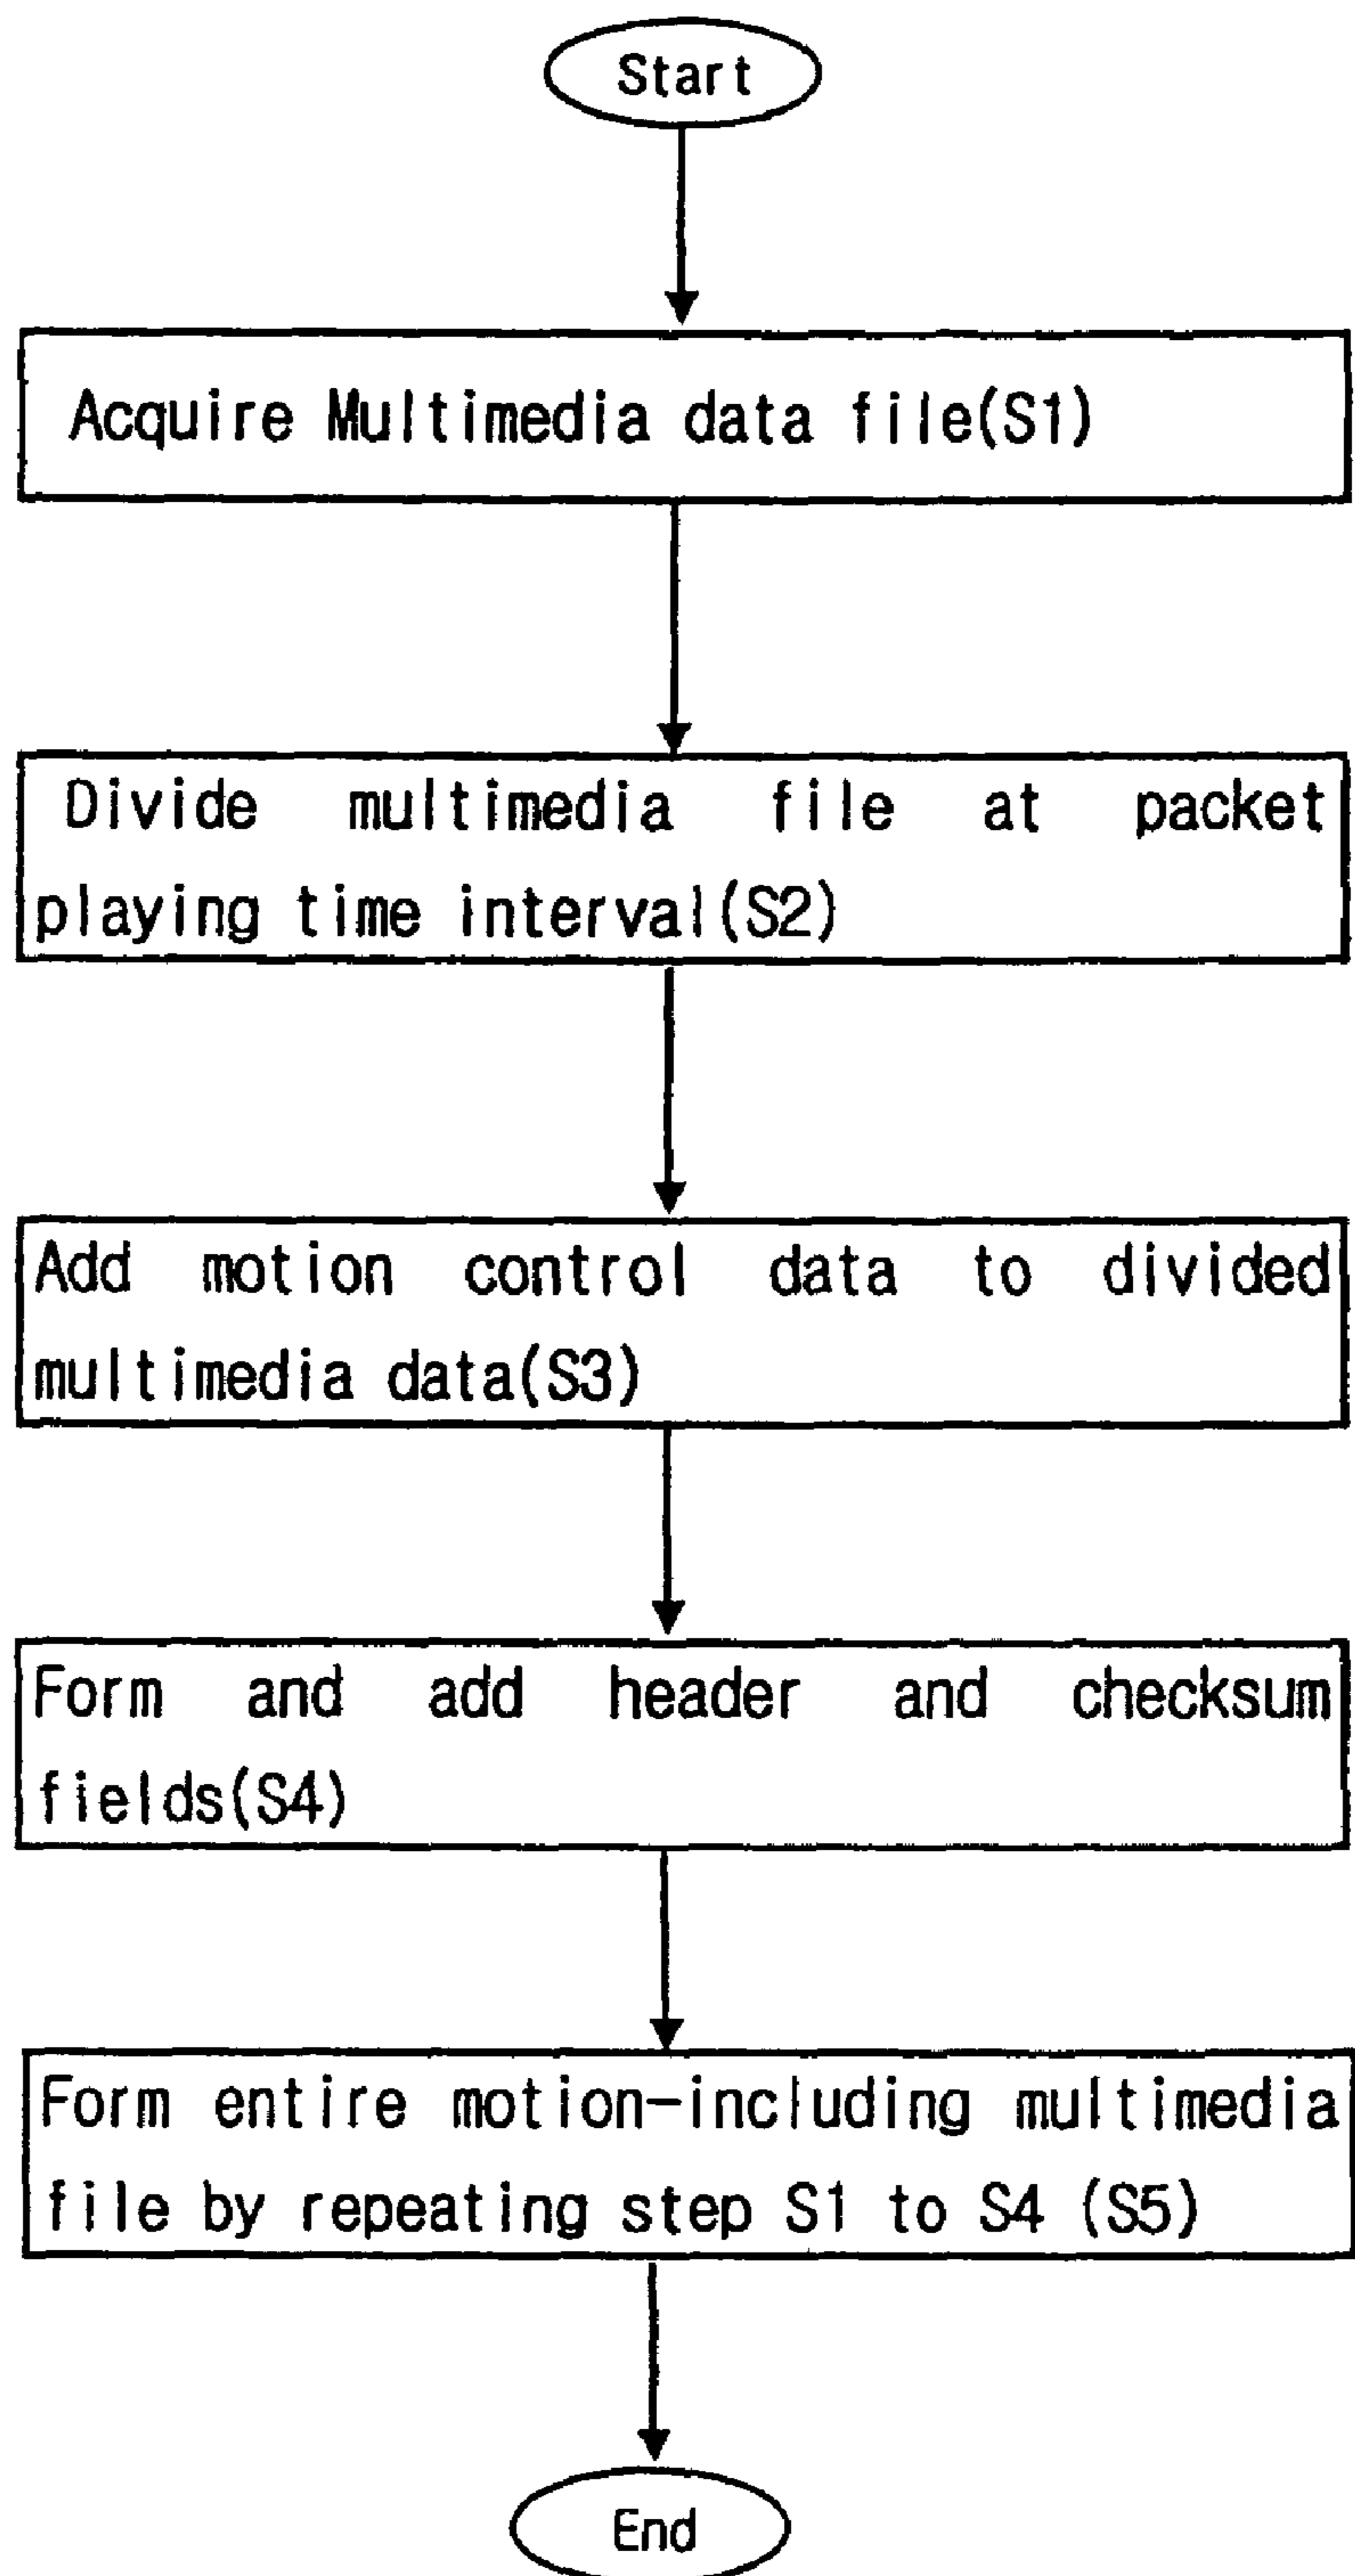 Start
Acquire Multimedia data file(S1)
Divide multimedia file at packet
playing time interval(S2)
Add motion control data to divided
multimedia data(S3)
Form and add header and checksum
fields(S4)
Form entire motion-including multimedia
file by repeating step S1 to S4 (S5)
End